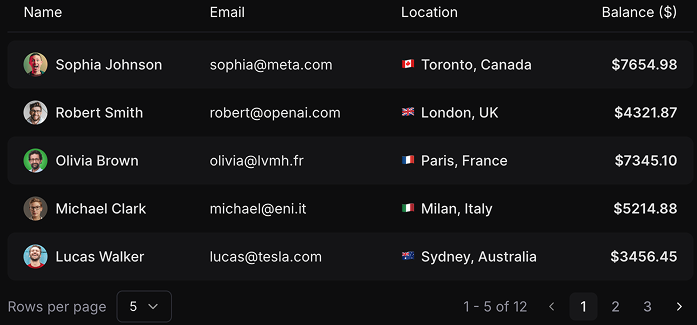 Name Email Location Balance ($)
Sophia Johnson sophia@meta.com Toronto, Canada $7654.98
Robert Smith robert@openai.com London, UK $4321.87
Olivia Brown olivia@lvmh.fr Paris, France $7345.10
Michael Clark michael@eni.it Milan, Italy $5214.88
Lucas Walker lucas@tesla.com Sydney, Australia $3456.45
Rows per page 5 1 - 5 of 12 1 2 3